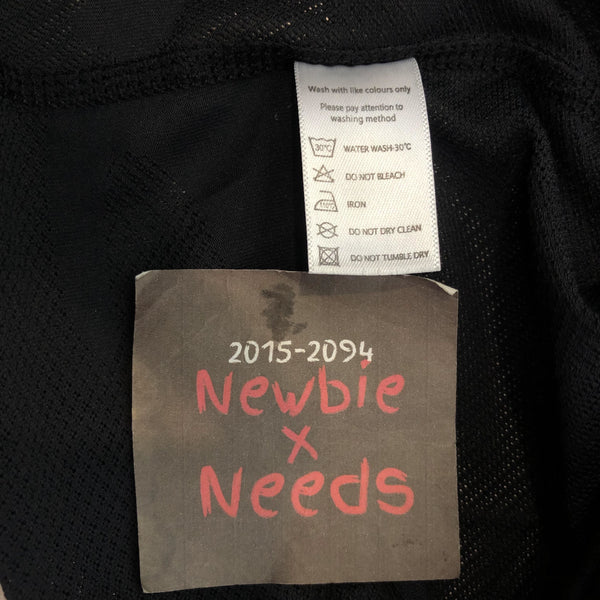 Wash with like colours only
Please pay attention to
washing method
30°C WATER WASH-30°C
DO NOT BLEACH
IRON
DO NOT DRY CLEAN
DO NOT TUMBLE DRY
2015-2094
Newbie
x
Needs